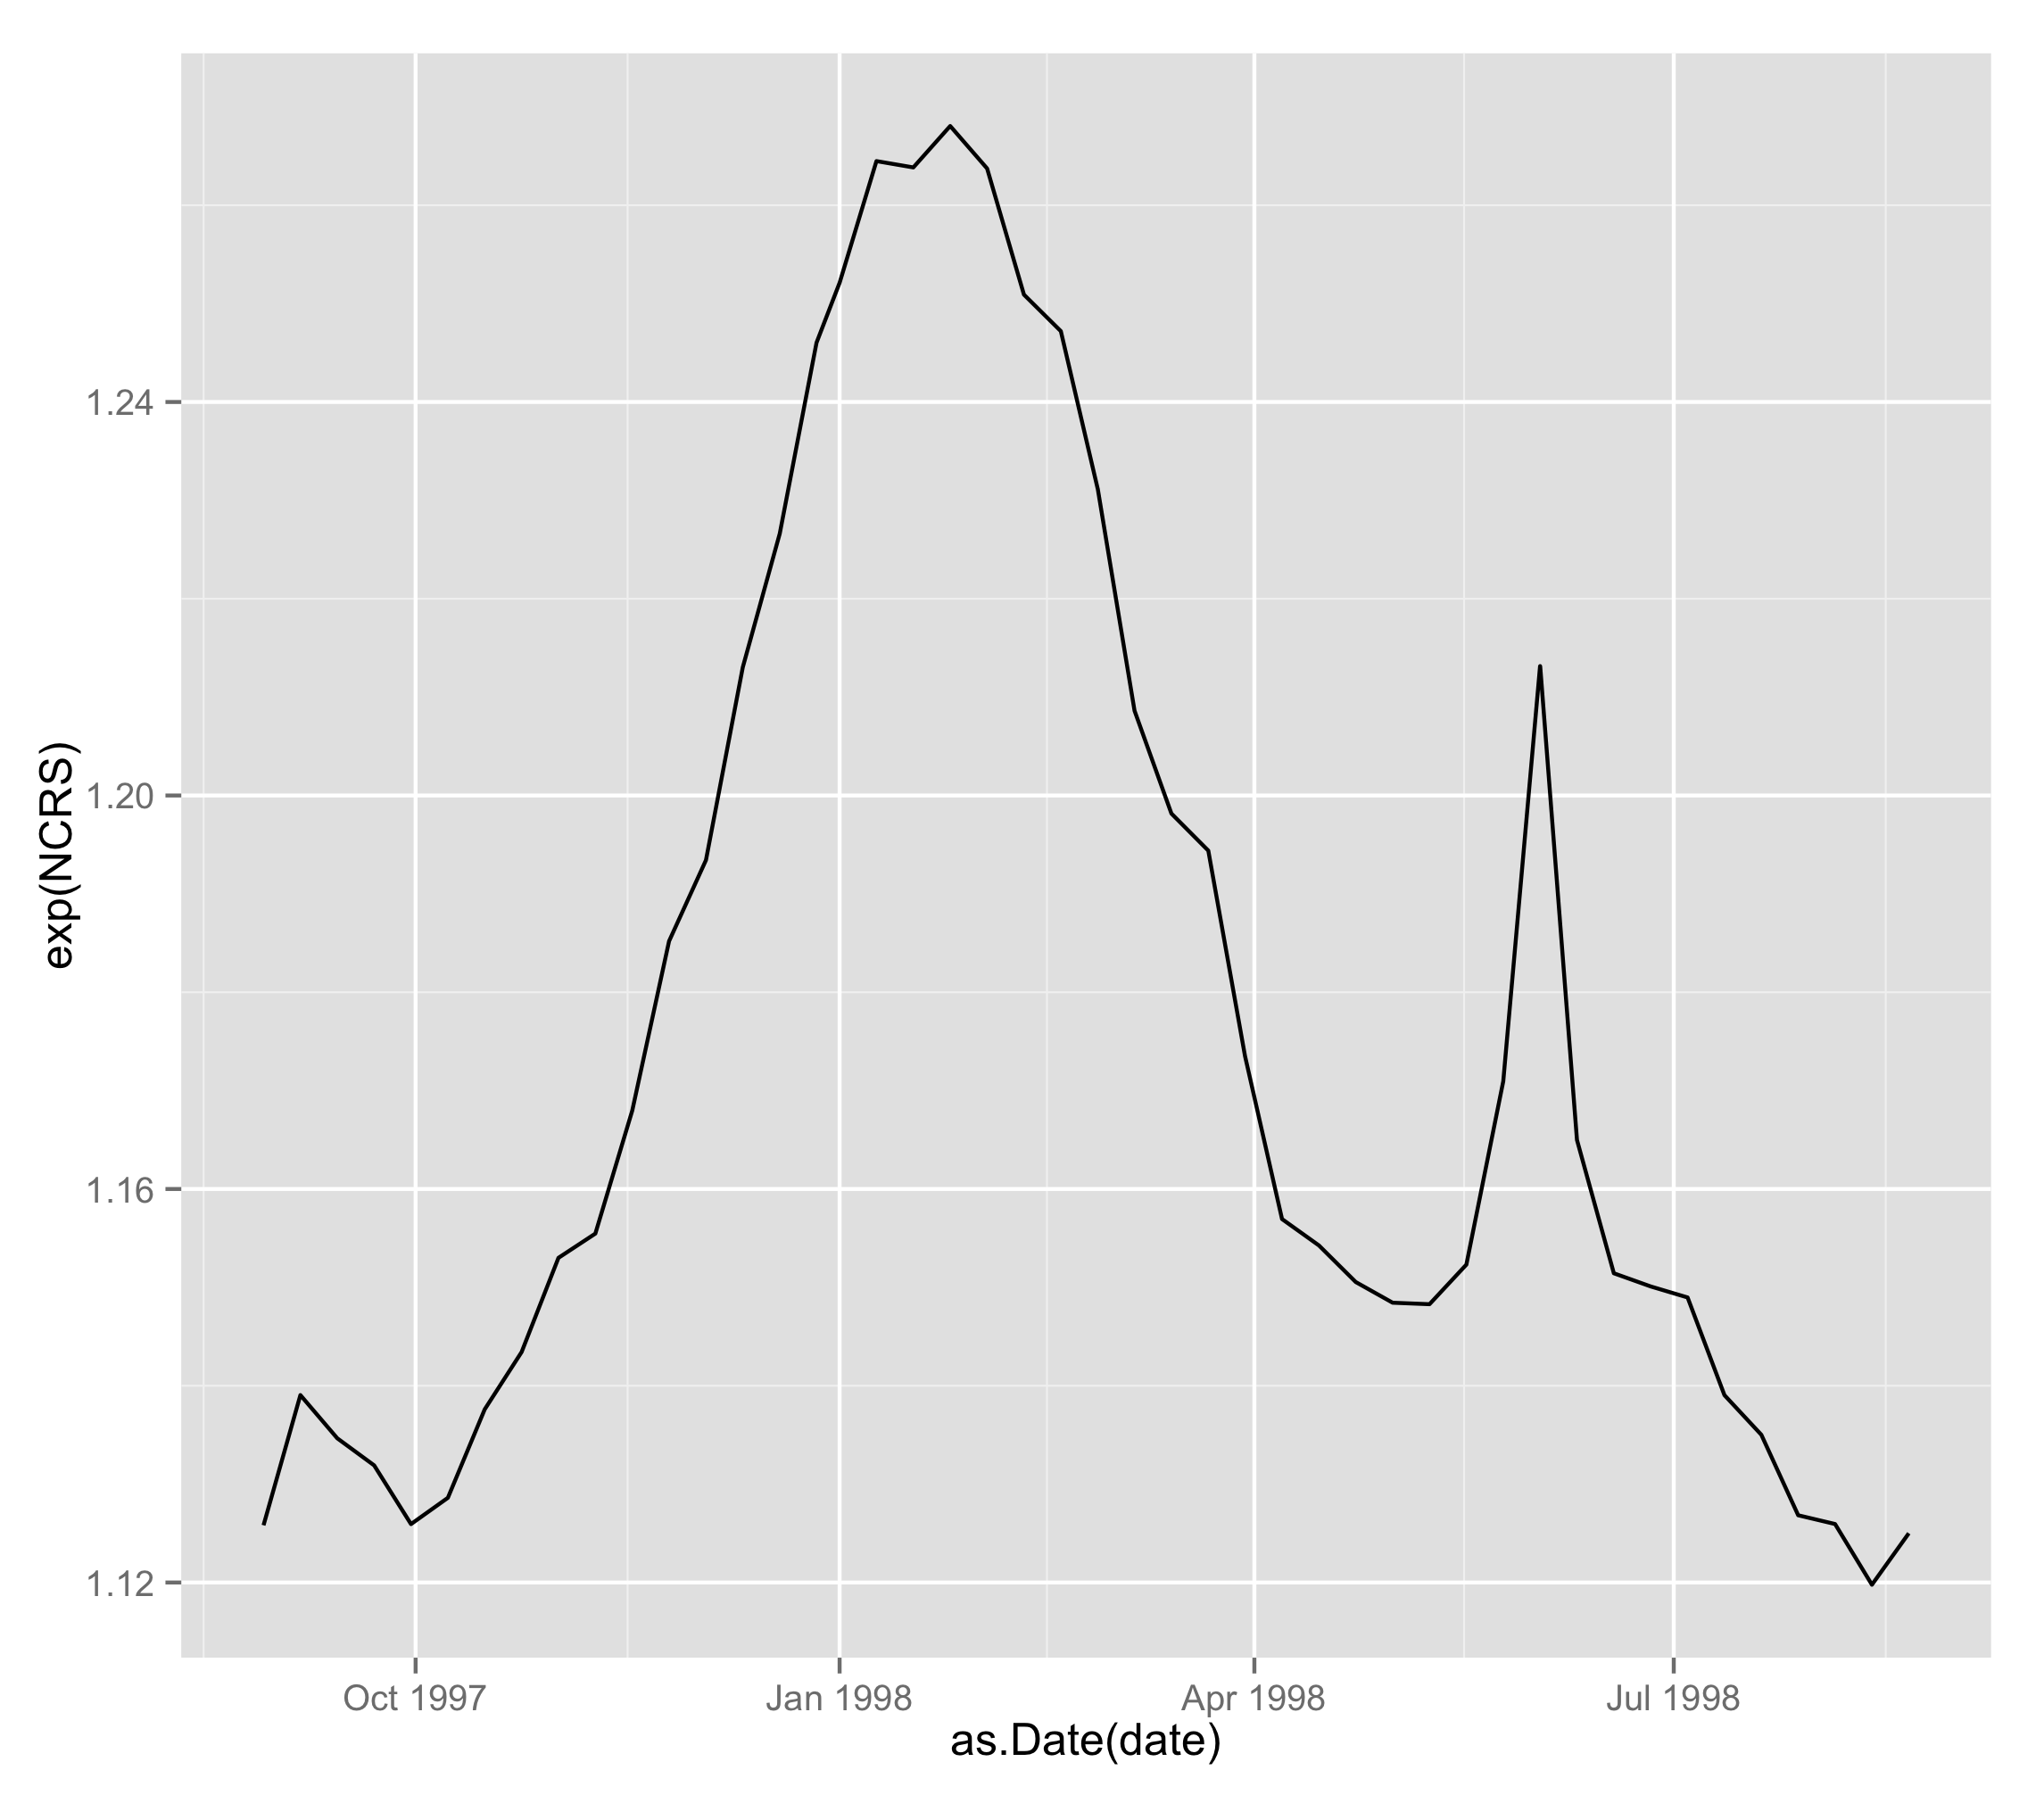 exp(NCRS)
1.24
1.20
1.16
1.12
Oct 1997
Jan 1998
Apr 1998
Jul 1998
as.Date(date)